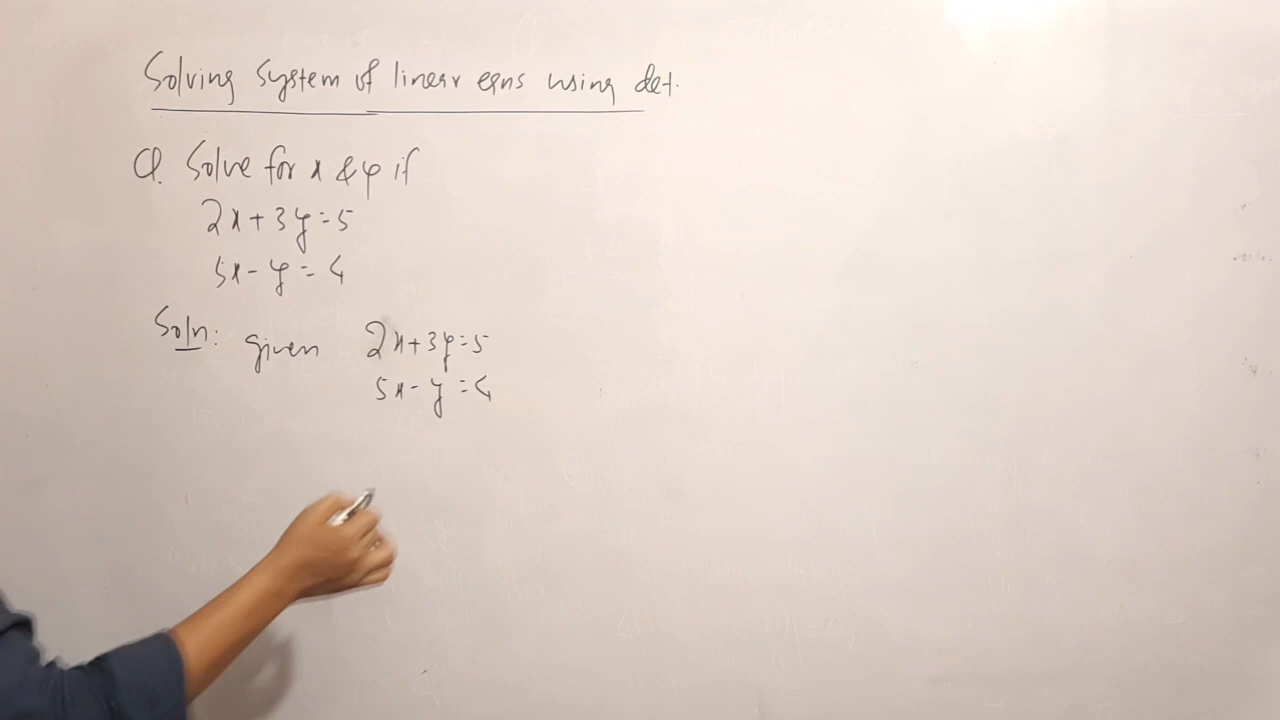 Solving System of linear eqns using det.
Q. Solve for x & y if
2x+3y=5
5x-y=4
Soln: given 2x+3y=5
5x-y=4